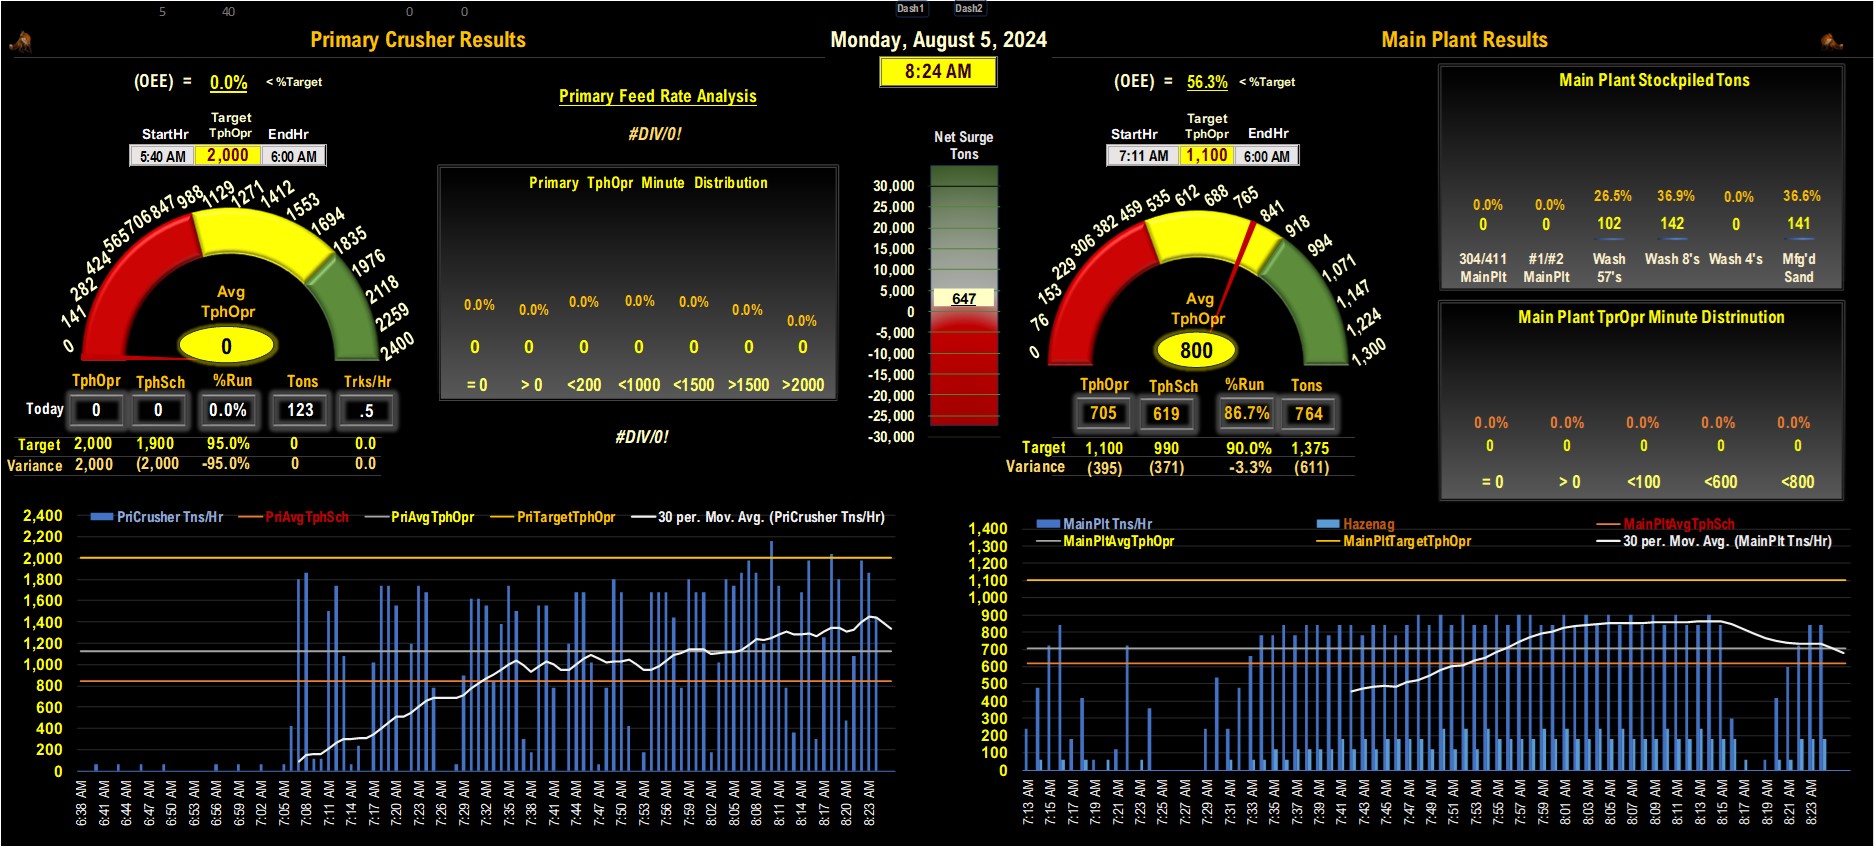 5 40 0 0 Dash1 Dash2
Primary Crusher Results
Monday, August 5, 2024
Main Plant Results
8:24 AM
(OEE) = 0.0% < %Target
Target
StartHr TphOpr EndHr
5:40 AM 2,000 6:00 AM
0 141 282 424 565 706 847 988 1129 1271 1412 1553 1694 1835 1976 2118 2259 2400
Avg
TphOpr
0
TphOpr TphSch %Run Tons Trks/Hr
Today 0 0 0.0% 123 .5
Target 2,000 1,900 95.0% 0 0.0
Variance 2,000 (2,000 -95.0% 0 0.0
Primary Feed Rate Analysis
#DIV/0!
Primary TphOpr Minute Distribution
0.0% 0.0% 0.0% 0.0% 0.0% 0.0% 0.0%
0 0 0 0 0 0 0
= 0 > 0 <200 <1000 <1500 >1500 >2000
#DIV/0!
Net Surge
Tons
30,000
25,000
20,000
15,000
10,000
5,000
647
0
-5,000
-10,000
-15,000
-20,000
-25,000
-30,000
(OEE) = 56.3% < %Target
Target
StartHr TphOpr EndHr
7:11 AM 1,100 6:00 AM
0 76 153 229 306 382 459 535 612 688 765 841 918 994 1,071 1,147 1,224 1,300
Avg
TphOpr
800
TphOpr TphSch %Run Tons
705 619 86.7% 764
Target 1,100 990 90.0% 1,375
Variance (395) (371) -3.3% (611)
Main Plant Stockpiled Tons
0.0% 0.0% 26.5% 36.9% 0.0% 36.6%
0 0 102 142 0 141
304/411 #1/#2 Wash Wash 8's Wash 4's Mfg'd
MainPlt MainPlt 57's Sand
Main Plant TprOpr Minute Distrinution
0.0% 0.0% 0.0% 0.0% 0.0%
0 0 0 0 0
= 0 > 0 <100 <600 <800
PriCrusher Tns/Hr PriAvgTphSch PriAvgTphOpr PriTargetTphOpr 30 per. Mov. Avg. (PriCrusher Tns/Hr)
2,400
2,200
2,000
1,800
1,600
1,400
1,200
1,000
800
600
400
200
0
6:38 AM 6:41 AM 6:44 AM 6:47 AM 6:50 AM 6:53 AM 6:56 AM 6:59 AM 7:02 AM 7:05 AM 7:08 AM 7:11 AM 7:14 AM 7:17 AM 7:20 AM 7:23 AM 7:26 AM 7:29 AM 7:32 AM 7:35 AM 7:38 AM 7:41 AM 7:44 AM 7:47 AM 7:50 AM 7:53 AM 7:56 AM 7:59 AM 8:02 AM 8:05 AM 8:08 AM 8:11 AM 8:14 AM 8:17 AM 8:20 AM 8:23 AM
MainPlt Tns/Hr Hazenag MainPltAvgTphSch
MainPltAvgTphOpr MainPltTargetTphOpr 30 per. Mov. Avg. (MainPlt Tns/Hr)
1,400
1,300
1,200
1,100
1,000
900
800
700
600
500
400
300
200
100
0
7:13 AM 7:15 AM 7:17 AM 7:19 AM 7:21 AM 7:23 AM 7:25 AM 7:27 AM 7:29 AM 7:31 AM 7:33 AM 7:35 AM 7:37 AM 7:39 AM 7:41 AM 7:43 AM 7:45 AM 7:47 AM 7:49 AM 7:51 AM 7:53 AM 7:55 AM 7:57 AM 7:59 AM 8:01 AM 8:03 AM 8:05 AM 8:07 AM 8:09 AM 8:11 AM 8:13 AM 8:15 AM 8:17 AM 8:19 AM 8:21 AM 8:23 AM